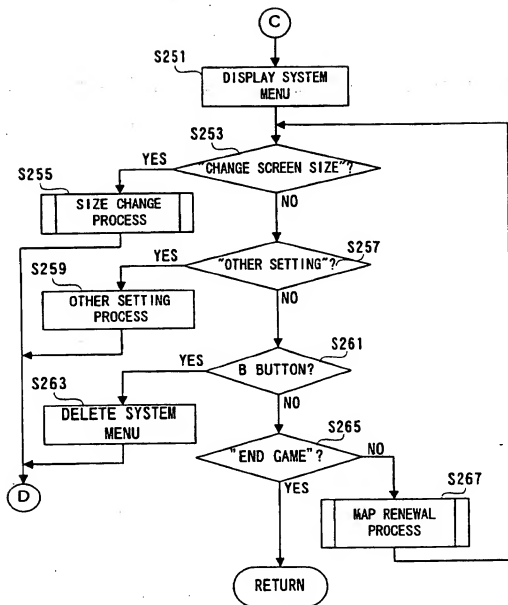 C
S251
DISPLAY SYSTEM
MENU
S253
YES
"CHANGE SCREEN SIZE"?
S255
SIZE CHANGE
PROCESS
NO
S257
YES
"OTHER SETTING"?
S259
OTHER SETTING
PROCESS
NO
S261
YES
B BUTTON?
S263
DELETE SYSTEM
MENU
NO
S265
"END GAME"?
NO
YES
S267
MAP RENEWAL
PROCESS
D
RETURN